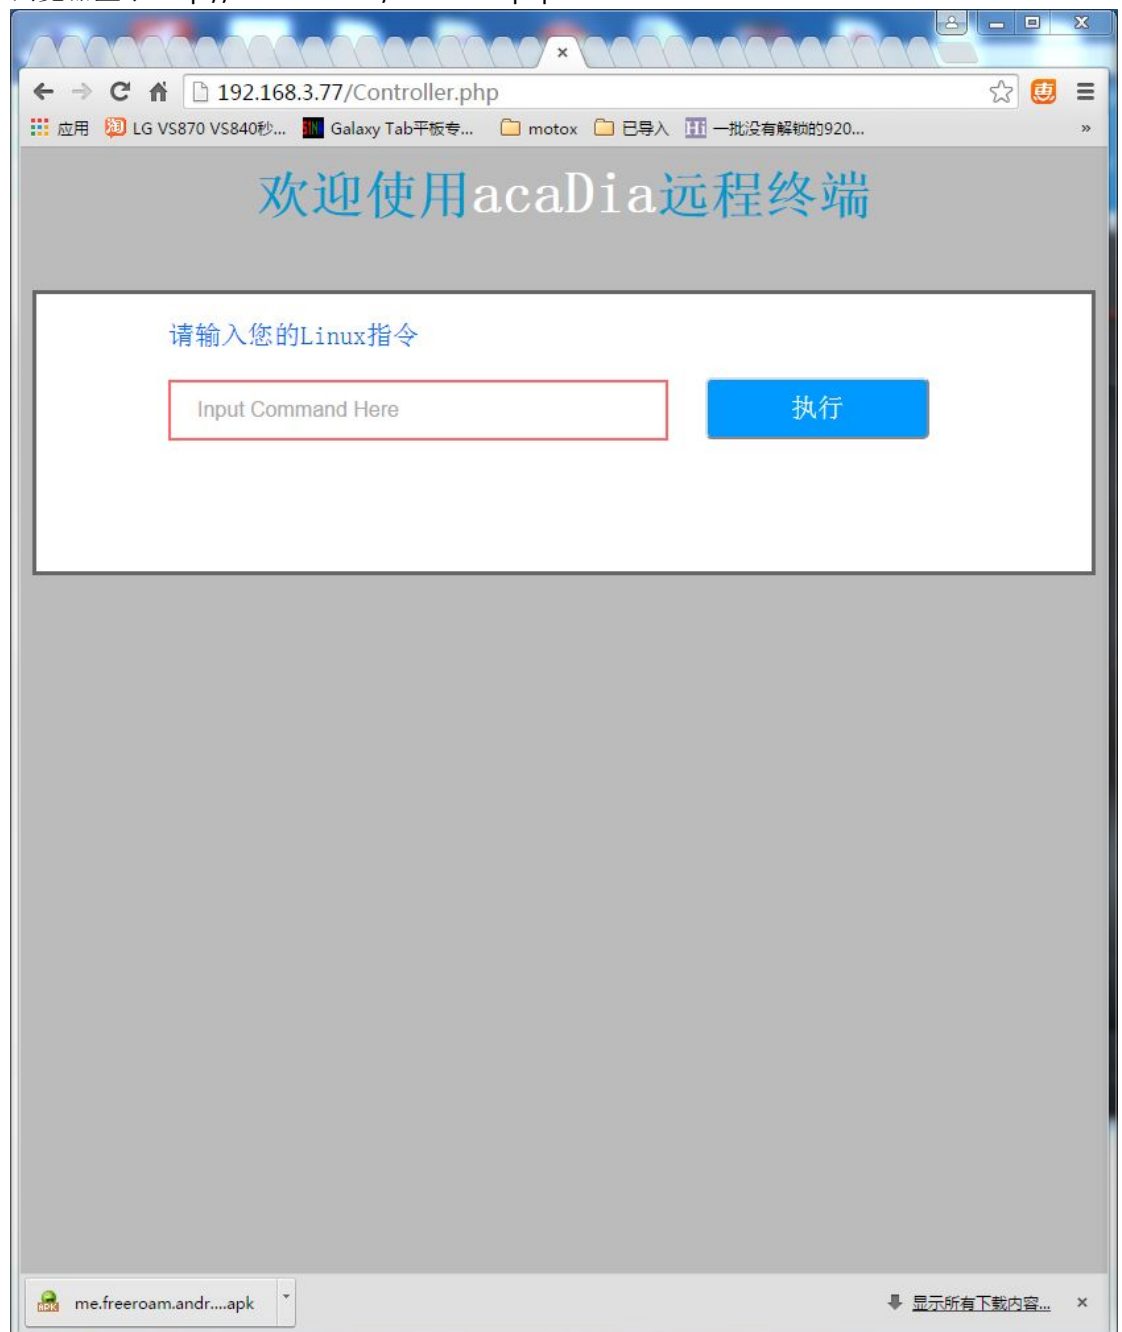 192.168.3.77/Controller.php
应用 LG VS870 VS840秒... Galaxy Tab平板专... motox 已导入 一批没有解锁的920... »
欢迎使用acaDia远程终端
请输入您的Linux指令
Input Command Here 执行
me.freeroam.andr....apk 显示所有下载内容...